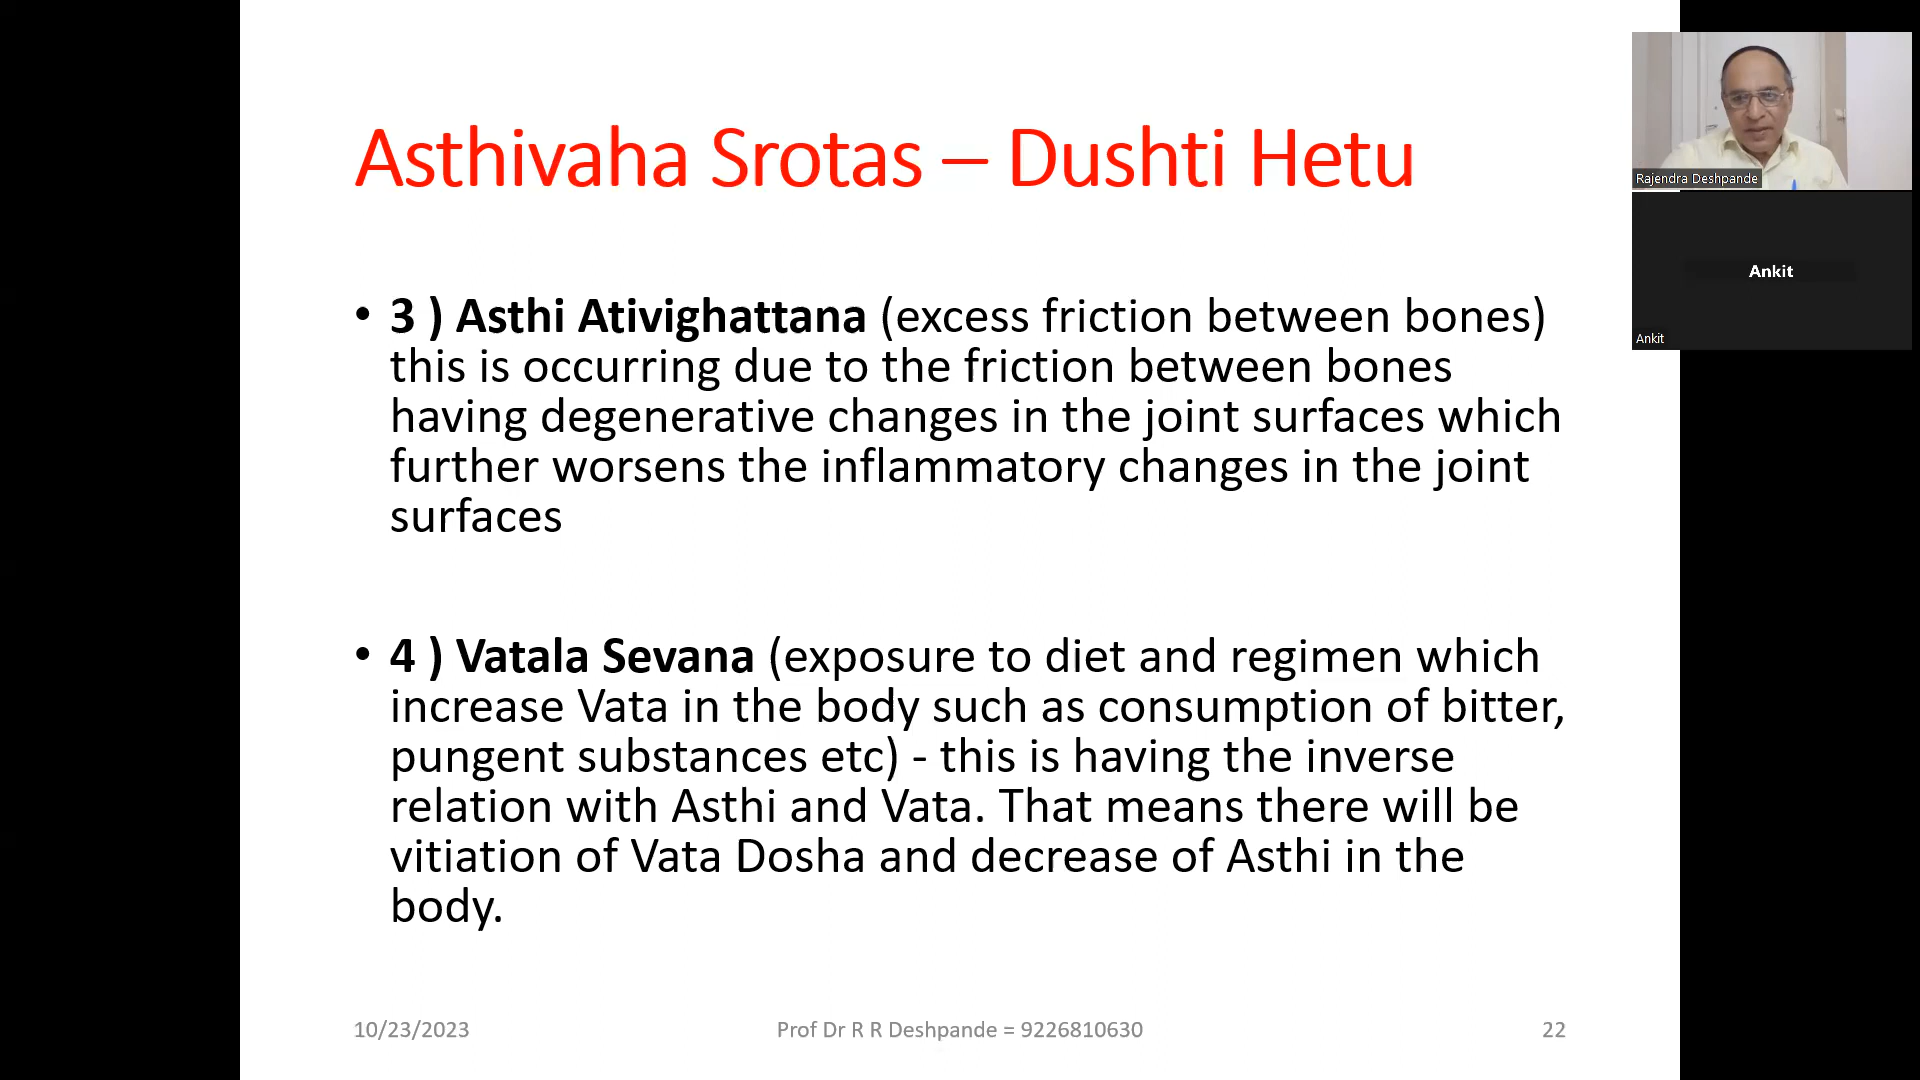 Asthivaha Srotas – Dushti Hetu
• 3 ) Asthi Ativighattana (excess friction between bones)
this is occurring due to the friction between bones
having degenerative changes in the joint surfaces which
further worsens the inflammatory changes in the joint
surfaces
• 4 ) Vatala Sevana (exposure to diet and regimen which
increase Vata in the body such as consumption of bitter,
pungent substances etc) - this is having the inverse
relation with Asthi and Vata. That means there will be
vitiation of Vata Dosha and decrease of Asthi in the
body.
10/23/2023
Prof Dr R R Deshpande = 9226810630
22
Rajendra Deshpande
Ankit
Ankit